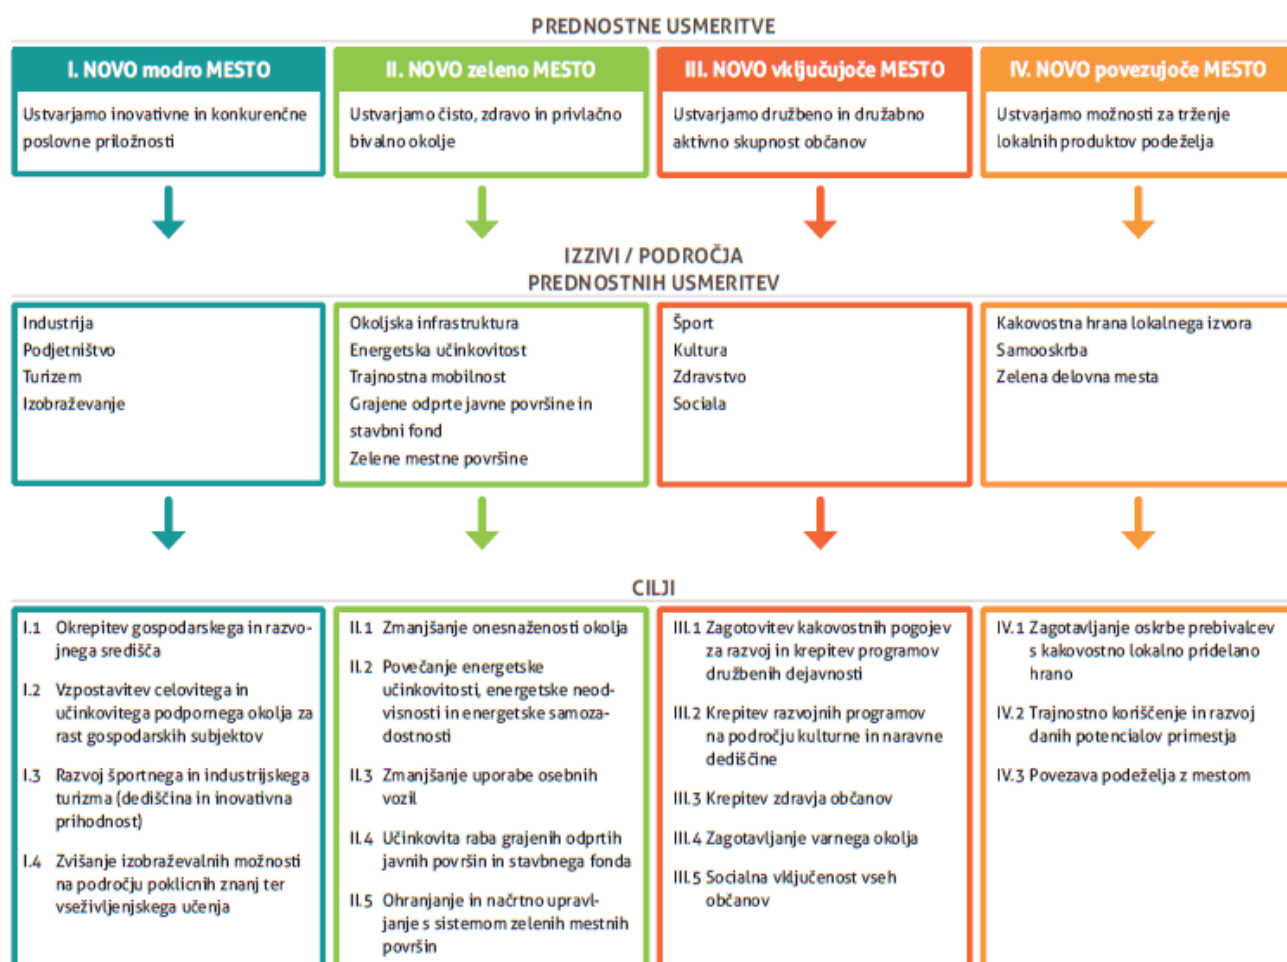 PREDNOSTNE USMERITVE
I. NOVO modro MESTO
Ustvarjamo inovativne in konkurenčne
poslovne priložnosti
II. NOVO zeleno MESTO
Ustvarjamo čisto, zdravo in privlačno
bivalno okolje
III. NOVO vključujoče MESTO
Ustvarjamo družbeno in družabno
aktivno skupnost občanov
IV. NOVO povezujoče MESTO
Ustvarjamo možnosti za trženje
lokalnih produktov podeželja
IZZIVI / PODROČJA
PREDNOSTNIH USMERITEV
Industrija
Podjetništvo
Turizem
Izobraževanje
Okoljska infrastruktura
Energetska učinkovitost
Trajnostna mobilnost
Grajene odprte javne površine in
stavbni fond
Zelene mestne površine
Šport
Kultura
Zdravstvo
Sociala
Kakovostna hrana lokalnega izvora
Samooskrba
Zelena delovna mesta
CILJI
I.1 Okrepitev gospodarskega in razvo-
jnega središča
I.2 Vzpostavitev celovitega in
učinkovitega podpornega okolja za
rast gospodarskih subjektov
I.3 Razvoj športnega in industrijskega
turizma (dediščina in inovativna
prihodnost)
I.4 Zvišanje izobraževalnih možnosti
na področju poklicnih znanj ter
vseživljenjskega učenja
II.1 Zmanjšanje onesnaženosti okolja
II.2 Povečanje energetske
učinkovitosti, energetske neod-
visnosti in energetske samoza-
dostnosti
II.3 Zmanjšanje uporabe osebnih
vozil
II.4 Učinkovita raba grajenih odprtih
javnih površin in stavbnega fonda
II.5 Ohranjanje in načrtno upravl-
janje s sistemom zelenih mestnih
površin
III.1 Zagotovitev kakovostnih pogojev
za razvoj in krepitev programov
družbenih dejavnosti
III.2 Krepitev razvojnih programov
na področju kulturne in naravne
dediščine
III.3 Krepitev zdravja občanov
III.4 Zagotavljanje varnega okolja
III.5 Socialna vključenost vseh
občanov
IV.1 Zagotavljanje oskrbe prebivalcev
s kakovostno lokalno pridelano
hrano
IV.2 Trajnostno koriščenje in razvoj
danih potencialov primestja
IV.3 Povezava podeželja z mestom